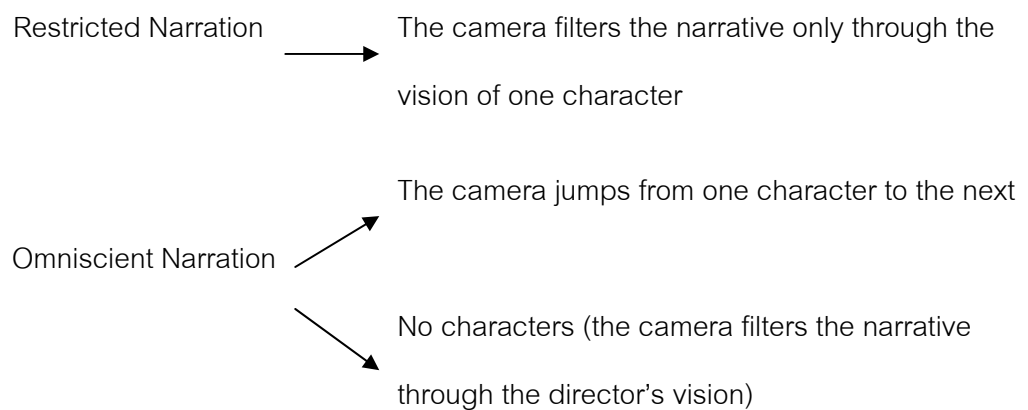 Restricted Narration
The camera filters the narrative only through the
vision of one character
The camera jumps from one character to the next
Omniscient Narration
No characters (the camera filters the narrative
through the director’s vision)